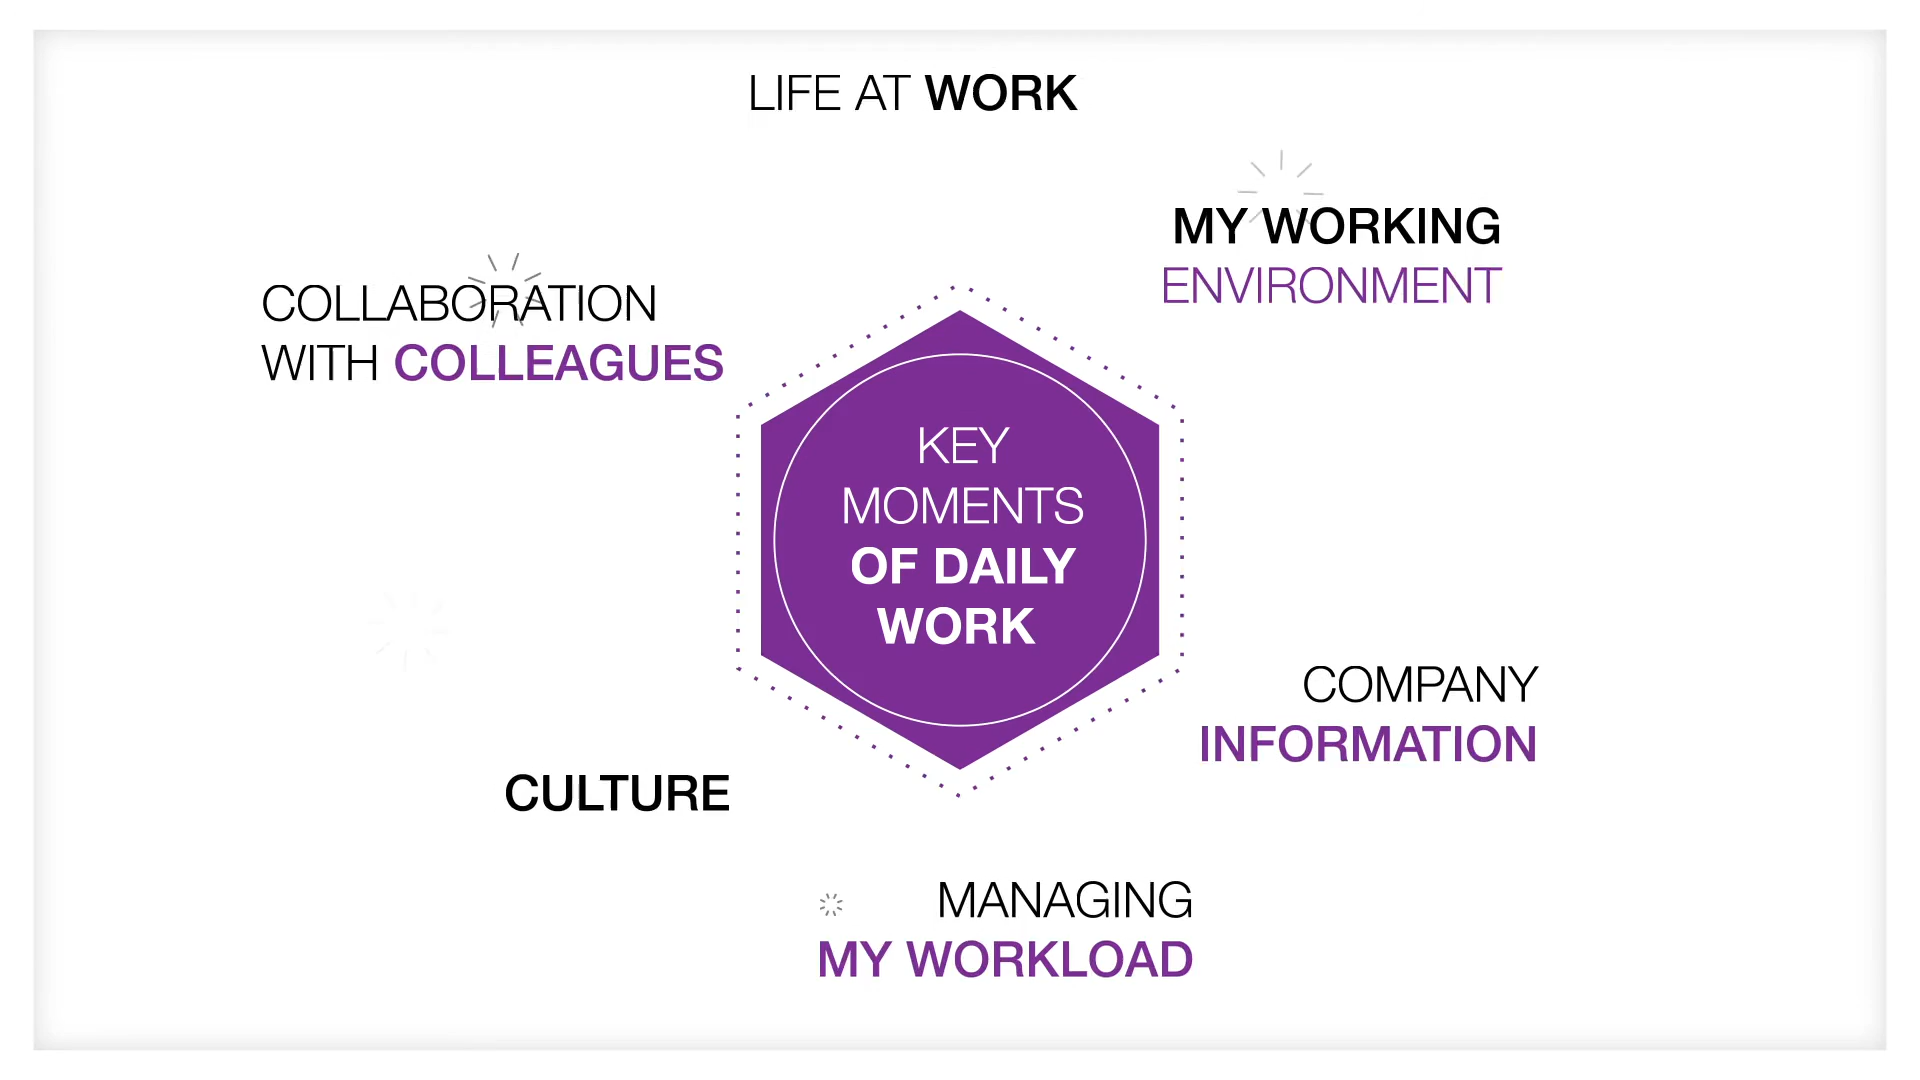 LIFE AT WORK
MY WORKING
ENVIRONMENT
COLLABORATION
WITH COLLEAGUES
KEY
MOMENTS
OF DAILY
WORK
COMPANY
INFORMATION
CULTURE
MANAGING
MY WORKLOAD